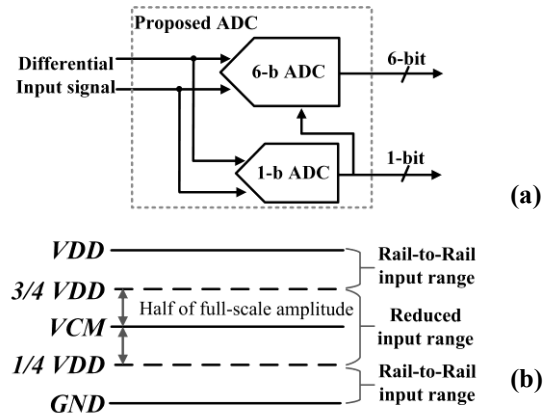 Proposed ADC
Differential
Input signal
6-b ADC
6-bit
1-b ADC
1-bit
(a)
VDD
Rail-to-Rail
input range
3/4 VDD
Half of full-scale amplitude
VCM
Reduced
input range
1/4 VDD
Rail-to-Rail
input range
(b)
GND